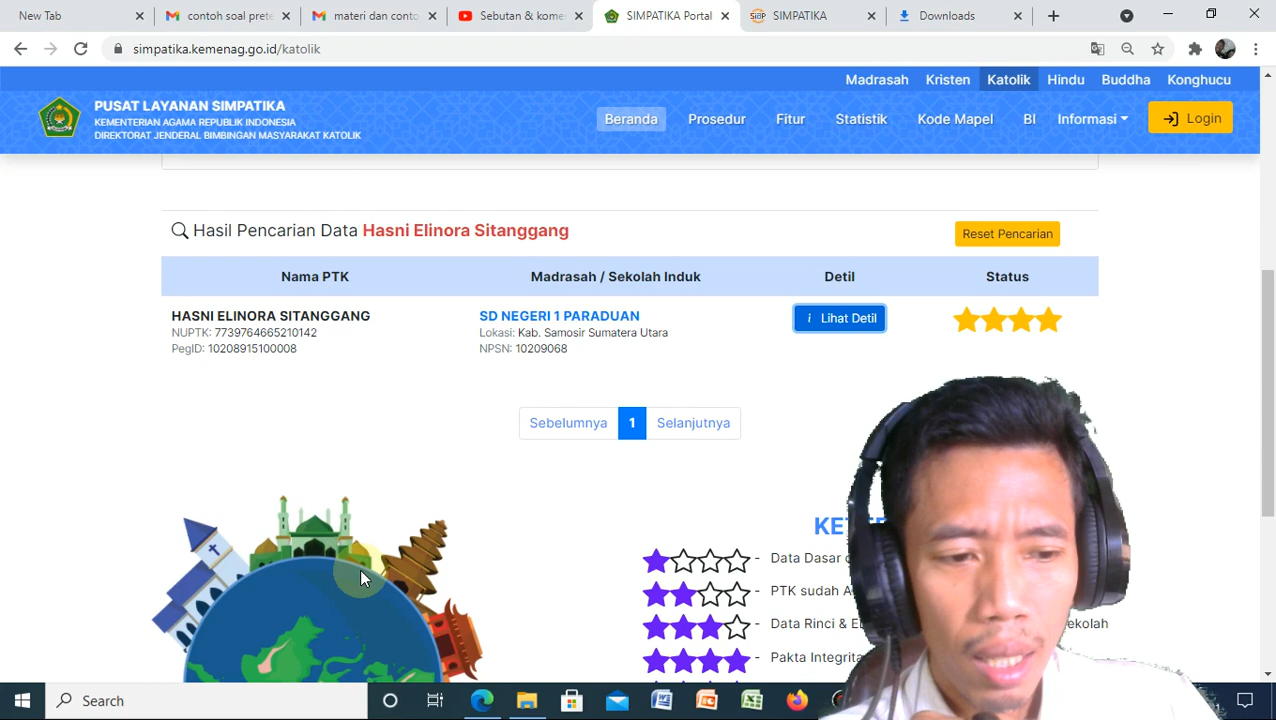 New Tab
contoh soal prete
materi dan conto
Sebutan & kome
SIMPATIKA Portal
SIMPATIKA
Downloads
simpatika.kemenag.go.id/katolik
Madrasah Kristen Katolik Hindu Buddha Konghucu
PUSAT LAYANAN SIMPATIKA
KEMENTERIAN AGAMA REPUBLIK INDONESIA
DIREKTORAT JENDERAL BIMBINGAN MASYARAKAT KATOLIK
Beranda Prosedur Fitur Statistik Kode Mapel BI Informasi Login
Hasil Pencarian Data Hasni Elinora Sitanggang
Reset Pencarian
Nama PTK Madrasah / Sekolah Induk Detil Status
HASNI ELINORA SITANGGANG
NUPTK: 7739764665210142
PegID: 10208915100008
SD NEGERI 1 PARADUAN
Lokasi: Kab. Samosir Sumatera Utara
NPSN: 10209068
i Lihat Detil
Sebelumnya 1 Selanjutnya
- Data Dasar
- PTK sudah
- Data Rinci & ekolah
- Pakta Integrita
Search